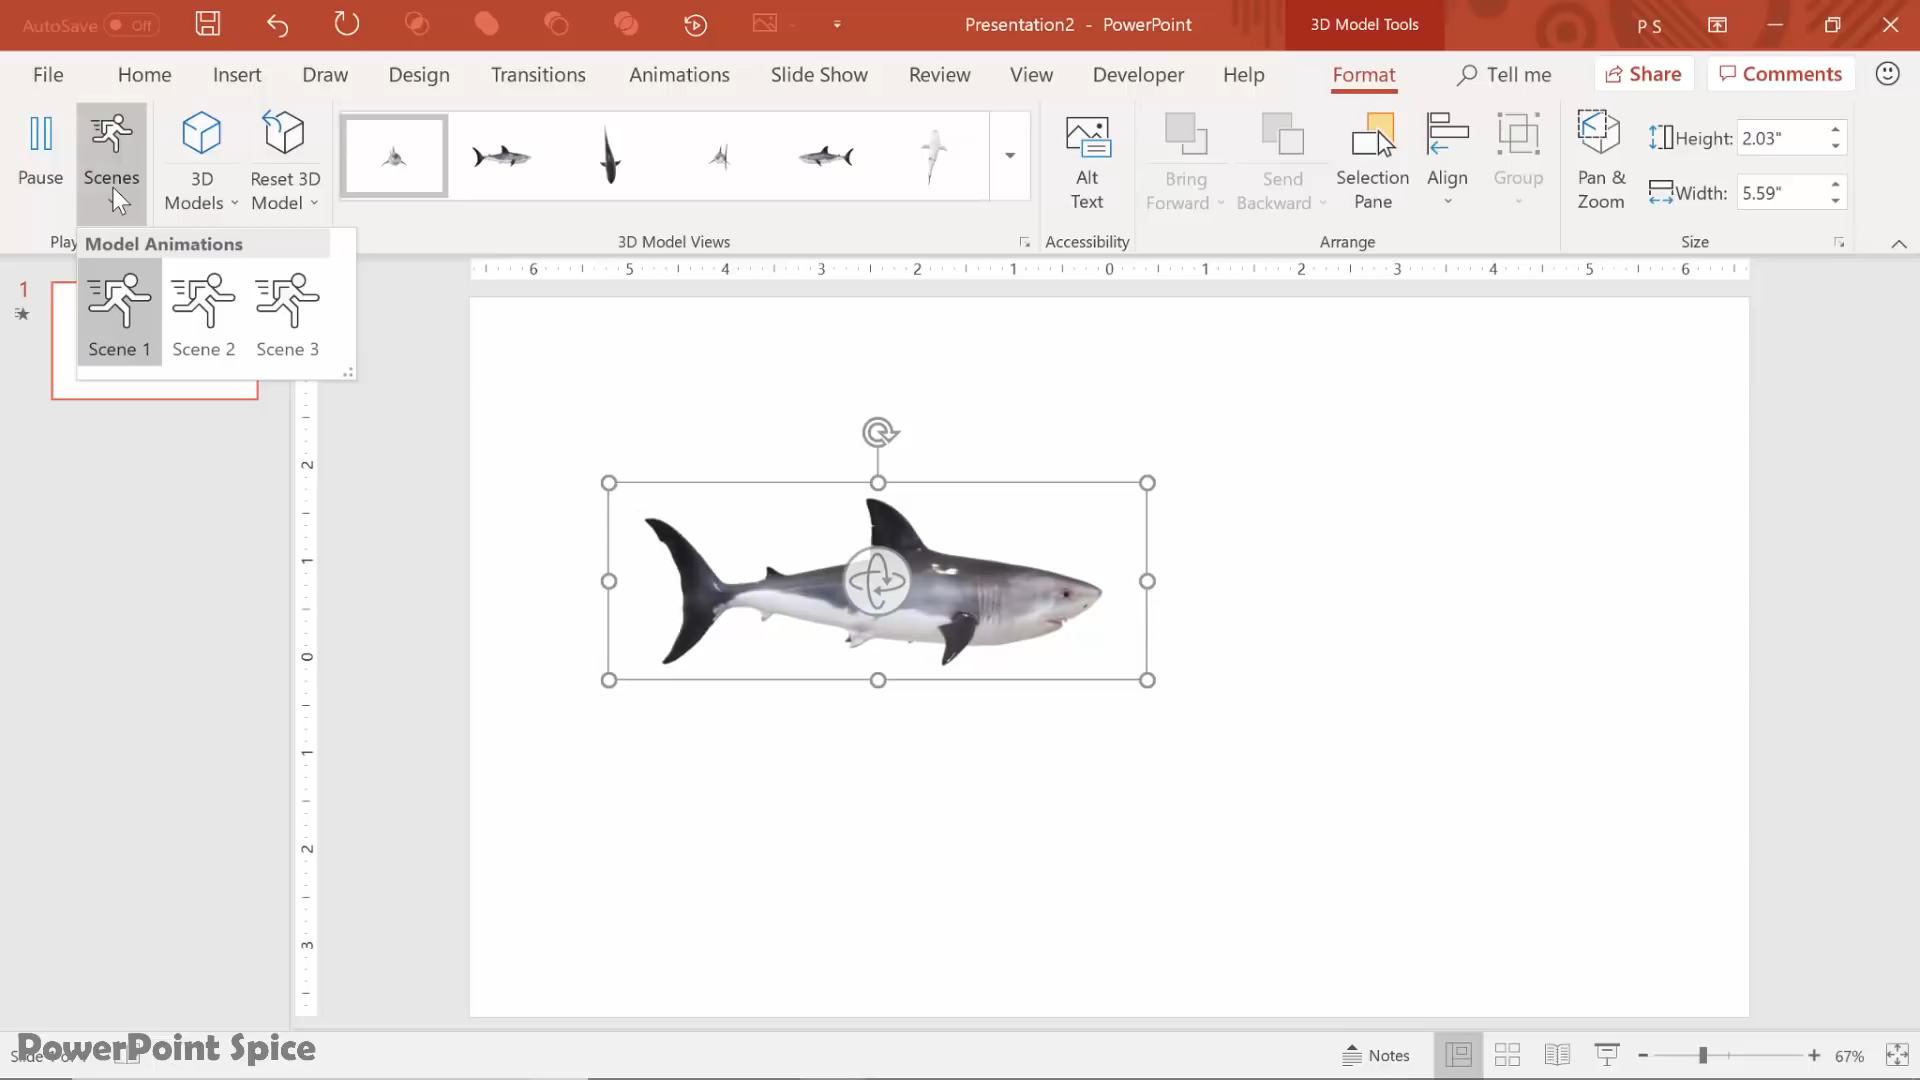 AutoSave Off
Presentation2 - PowerPoint
3D Model Tools
P S
File Home Insert Draw Design Transitions Animations Slide Show Review View Developer Help Format Tell me Share Comments
Pause
Scenes
3D Models
Reset 3D Model
Alt Text
Bring Forward
Send Backward
Selection Pane
Align
Group
Pan & Zoom
Height: 2.03"
Width: 5.59"
Play
3D Model Views
Accessibility
Arrange
Size
Model Animations
Scene 1 Scene 2 Scene 3
6 5 4 3 2 1 0 1 2 3 4 5 6
1
2
1
0
1
2
3
PowerPoint Spice
Notes
67%